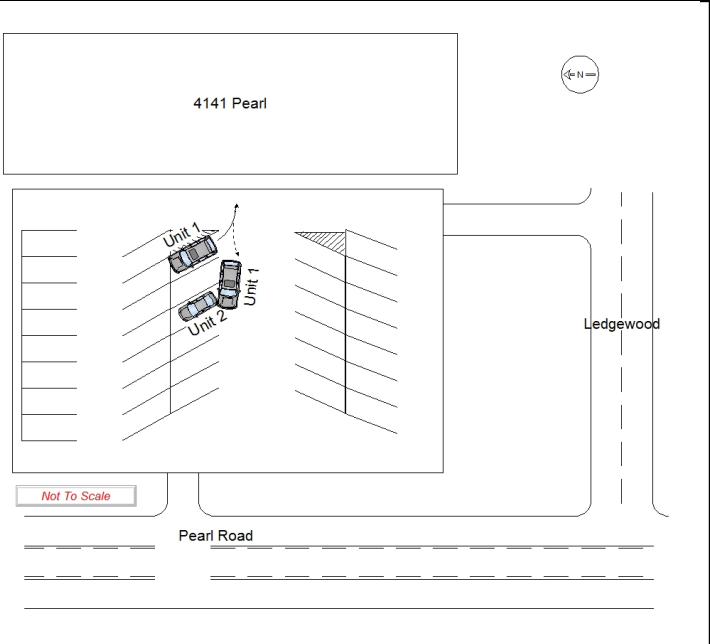 4141 Pearl
N
Unit 1
Unit 1
Unit 2
Ledgewood
Not To Scale
Pearl Road